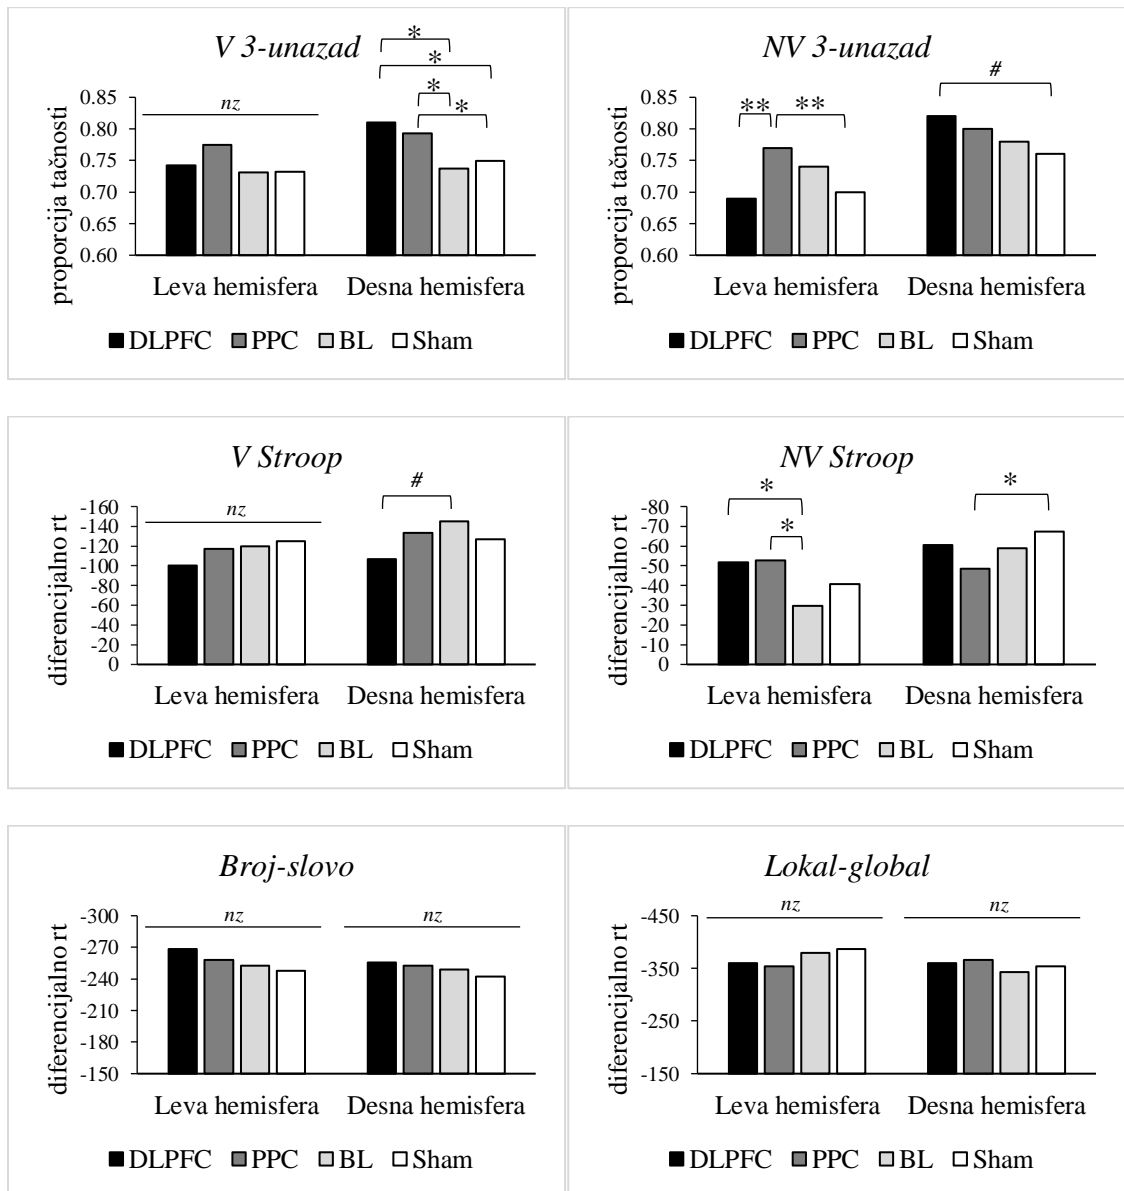 V 3-unazad
* * * *
nz
proporcija tačnosti
0.85
0.80
0.75
0.70
0.65
0.60
Leva hemisfera Desna hemisfera
DLPFC PPC BL Sham
NV 3-unazad
#
** **
proporcija tačnosti
0.85
0.80
0.75
0.70
0.65
0.60
Leva hemisfera Desna hemisfera
DLPFC PPC BL Sham
V Stroop
#
nz
diferencijalno rt
-160
-140
-120
-100
-80
-60
-40
-20
0
Leva hemisfera Desna hemisfera
DLPFC PPC BL Sham
NV Stroop
* * *
diferencijalno rt
-80
-70
-60
-50
-40
-30
-20
-10
0
Leva hemisfera Desna hemisfera
DLPFC PPC BL Sham
Broj-slovo
nz nz
diferencijalno rt
-300
-270
-240
-210
-180
-150
Leva hemisfera Desna hemisfera
DLPFC PPC BL Sham
Lokal-global
nz nz
diferencijalno rt
-450
-350
-250
-150
Leva hemisfera Desna hemisfera
DLPFC PPC BL Sham